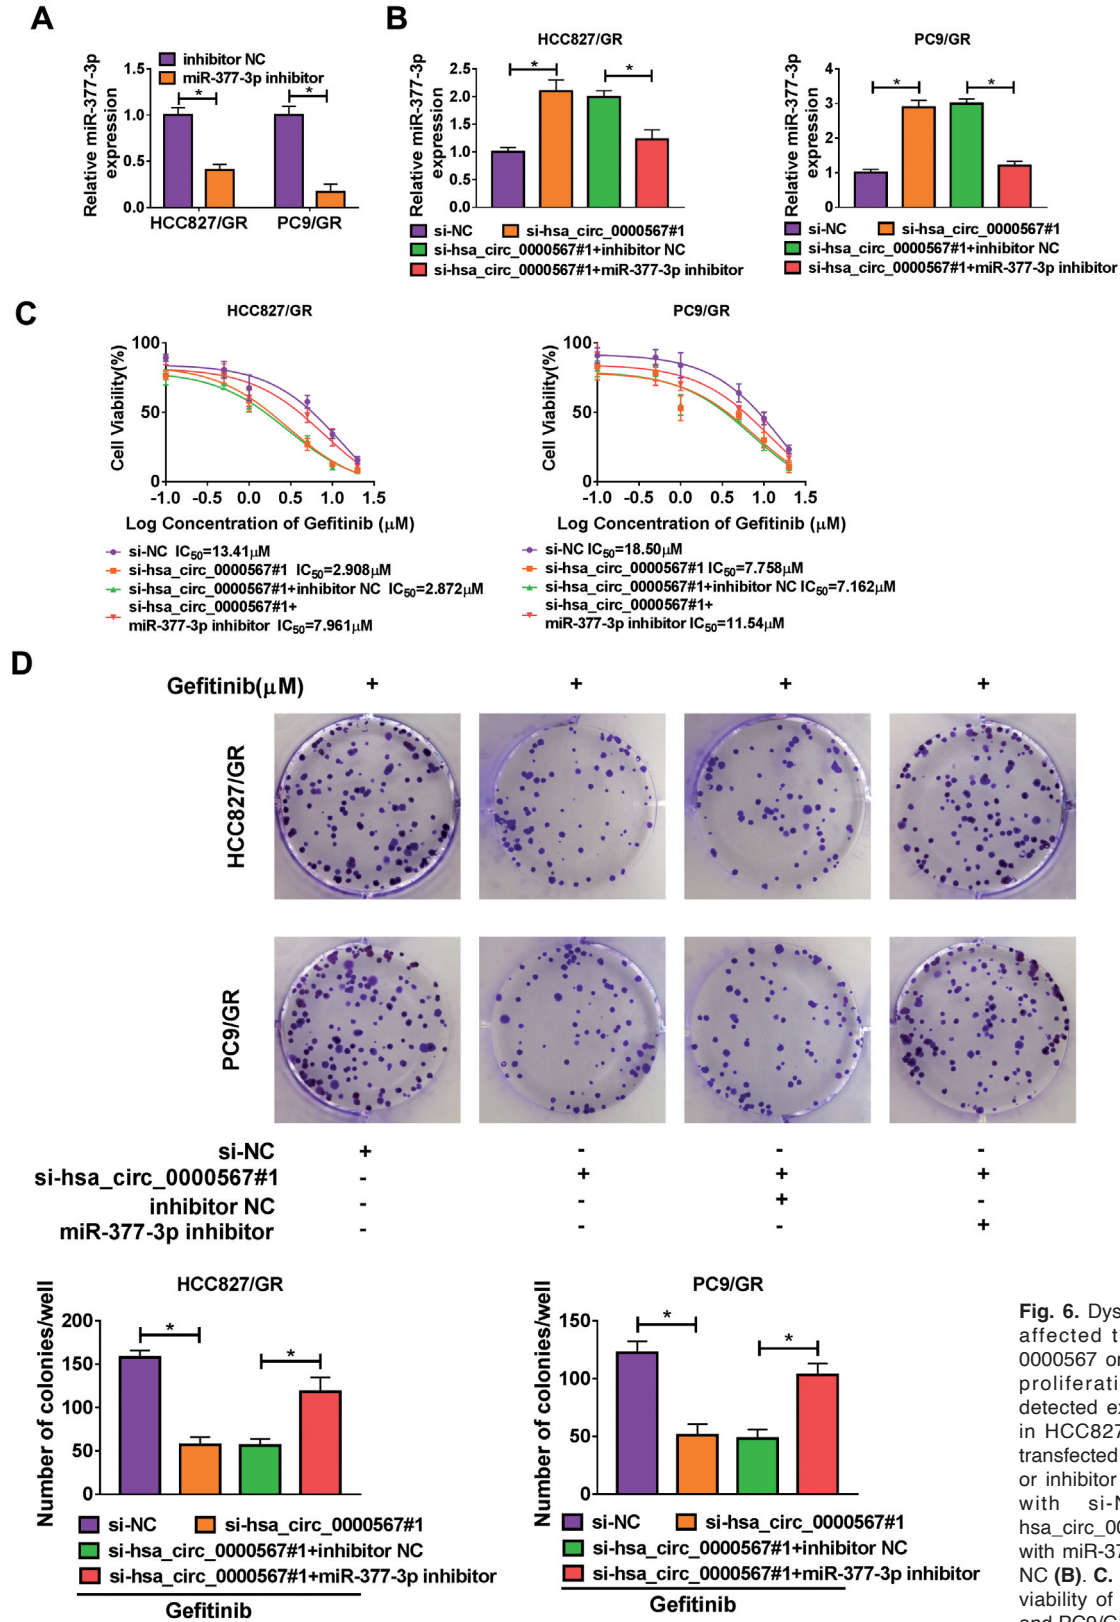 A
inhibitor NC
miR-377-3p inhibitor
Relative miR-377-3p
expression
1.5
1.0
0.5
0.0
*
*
HCC827/GR
PC9/GR
B
HCC827/GR
Relative miR-377-3p
expression
2.5
2.0
1.5
1.0
0.5
0.0
*
*
si-NC
si-hsa_circ_0000567#1
si-hsa_circ_0000567#1+inhibitor NC
si-hsa_circ_0000567#1+miR-377-3p inhibitor
PC9/GR
Relative miR-377-3p
expression
4
3
2
1
0
*
*
si-NC
si-hsa_circ_0000567#1
si-hsa_circ_0000567#1+inhibitor NC
si-hsa_circ_0000567#1+miR-377-3p inhibitor
C
HCC827/GR
Cell Viability(%)
100
50
0
-1.0 -0.5 0.0 0.5 1.0 1.5
Log Concentration of Gefitinib (μM)
si-NC IC50=13.41μM
si-hsa_circ_0000567#1 IC50=2.908μM
si-hsa_circ_0000567#1+inhibitor NC IC50=2.872μM
si-hsa_circ_0000567#1+
miR-377-3p inhibitor IC50=7.961μM
PC9/GR
Cell Viability(%)
100
50
0
-1.0 -0.5 0.0 0.5 1.0 1.5
Log Concentration of Gefitinib (μM)
si-NC IC50=18.50μM
si-hsa_circ_0000567#1 IC50=7.758μM
si-hsa_circ_0000567#1+inhibitor NC IC50=7.162μM
si-hsa_circ_0000567#1+
miR-377-3p inhibitor IC50=11.54μM
D
Gefitinib(μM) + + + +
HCC827/GR
PC9/GR
si-NC + - - -
si-hsa_circ_0000567#1 - + + +
inhibitor NC - - + -
miR-377-3p inhibitor - - - +
HCC827/GR
Number of colonies/well
200
150
100
50
0
*
*
si-NC
si-hsa_circ_0000567#1
si-hsa_circ_0000567#1+inhibitor NC
si-hsa_circ_0000567#1+miR-377-3p inhibitor
Gefitinib
PC9/GR
Number of colonies/well
150
100
50
0
*
*
si-NC
si-hsa_circ_0000567#1
si-hsa_circ_0000567#1+inhibitor NC
si-hsa_circ_0000567#1+miR-377-3p inhibitor
Gefitinib
Fig. 6. Dys
affected t
0000567 or
proliferati
detected ex
in HCC827
transfected
or inhibitor
with si-N
hsa_circ_00
with miR-37
NC (B). C.
viability of